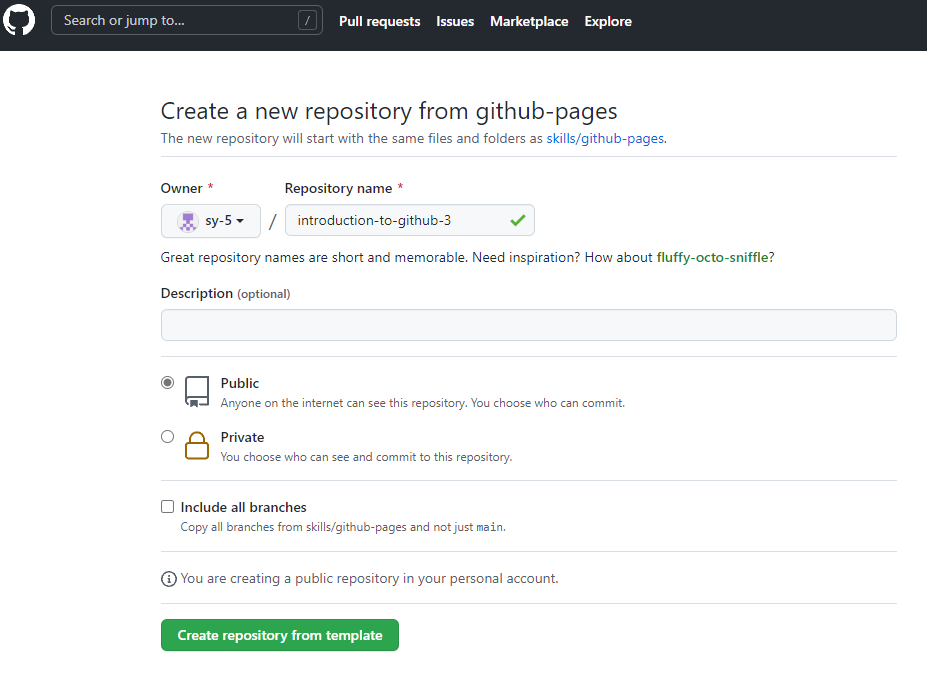 Search or jump to... /
Pull requests Issues Marketplace Explore
Create a new repository from github-pages
The new repository will start with the same files and folders as skills/github-pages.
Owner * Repository name *
sy-5 / introduction-to-github-3
Great repository names are short and memorable. Need inspiration? How about fluffy-octo-sniffle?
Description (optional)
Public
Anyone on the internet can see this repository. You choose who can commit.
Private
You choose who can see and commit to this repository.
Include all branches
Copy all branches from skills/github-pages and not just main.
You are creating a public repository in your personal account.
Create repository from template